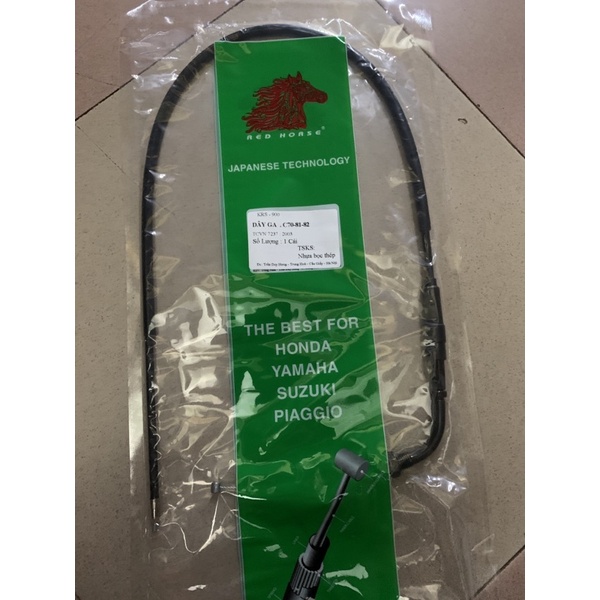 RED HORSE ®
JAPANESE TECHNOLOGY
DÂY GA . C70-81-82
Số Lượng : 1 Cái
TSKS:
Nhựa bọc thép
THE BEST FOR
HONDA
YAMAHA
SUZUKI
PIAGGIO